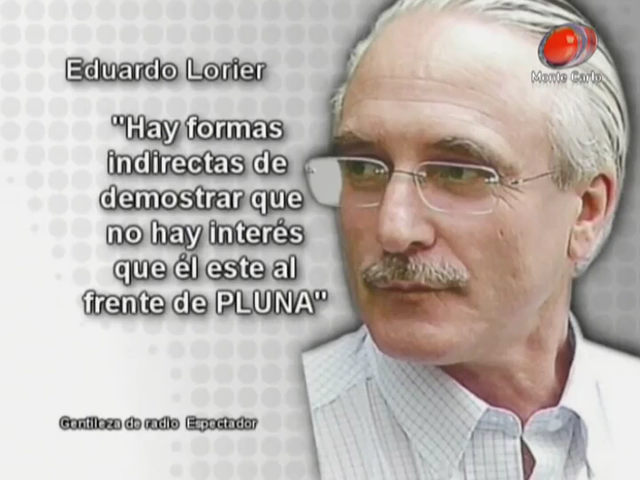 Monte Carlo
Eduardo Lorier
"Hay formas
indirectas de
demostrar que
no hay interés
que él este al
frente de PLUNA"
Gentileza de radio Espectador